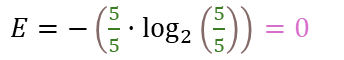 E = −(5/5 · log₂(5/5)) = 0